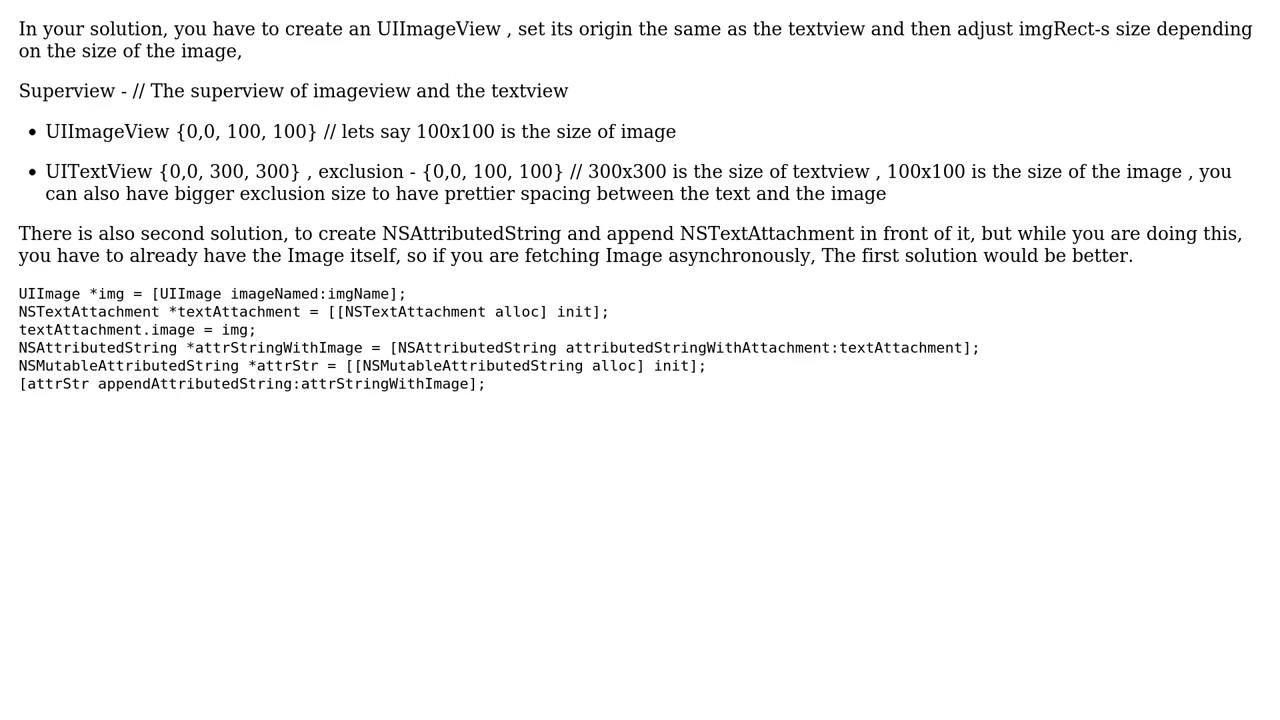 In your solution, you have to create an UIImageView , set its origin the same as the textview and then adjust imgRect-s size depending
on the size of the image,
Superview - // The superview of imageview and the textview
• UIImageView {0,0, 100, 100} // lets say 100x100 is the size of image
• UITextView {0,0, 300, 300} , exclusion - {0,0, 100, 100} // 300x300 is the size of textview , 100x100 is the size of the image , you
can also have bigger exclusion size to have prettier spacing between the text and the image
There is also second solution, to create NSAttributedString and append NSTextAttachment in front of it, but while you are doing this,
you have to already have the Image itself, so if you are fetching Image asynchronously, The first solution would be better.
UIImage *img = [UIImage imageNamed:imgName];
NSTextAttachment *textAttachment = [[NSTextAttachment alloc] init];
textAttachment.image = img;
NSAttributedString *attrStringWithImage = [NSAttributedString attributedStringWithAttachment:textAttachment];
NSMutableAttributedString *attrStr = [[NSMutableAttributedString alloc] init];
[attrStr appendAttributedString:attrStringWithImage];